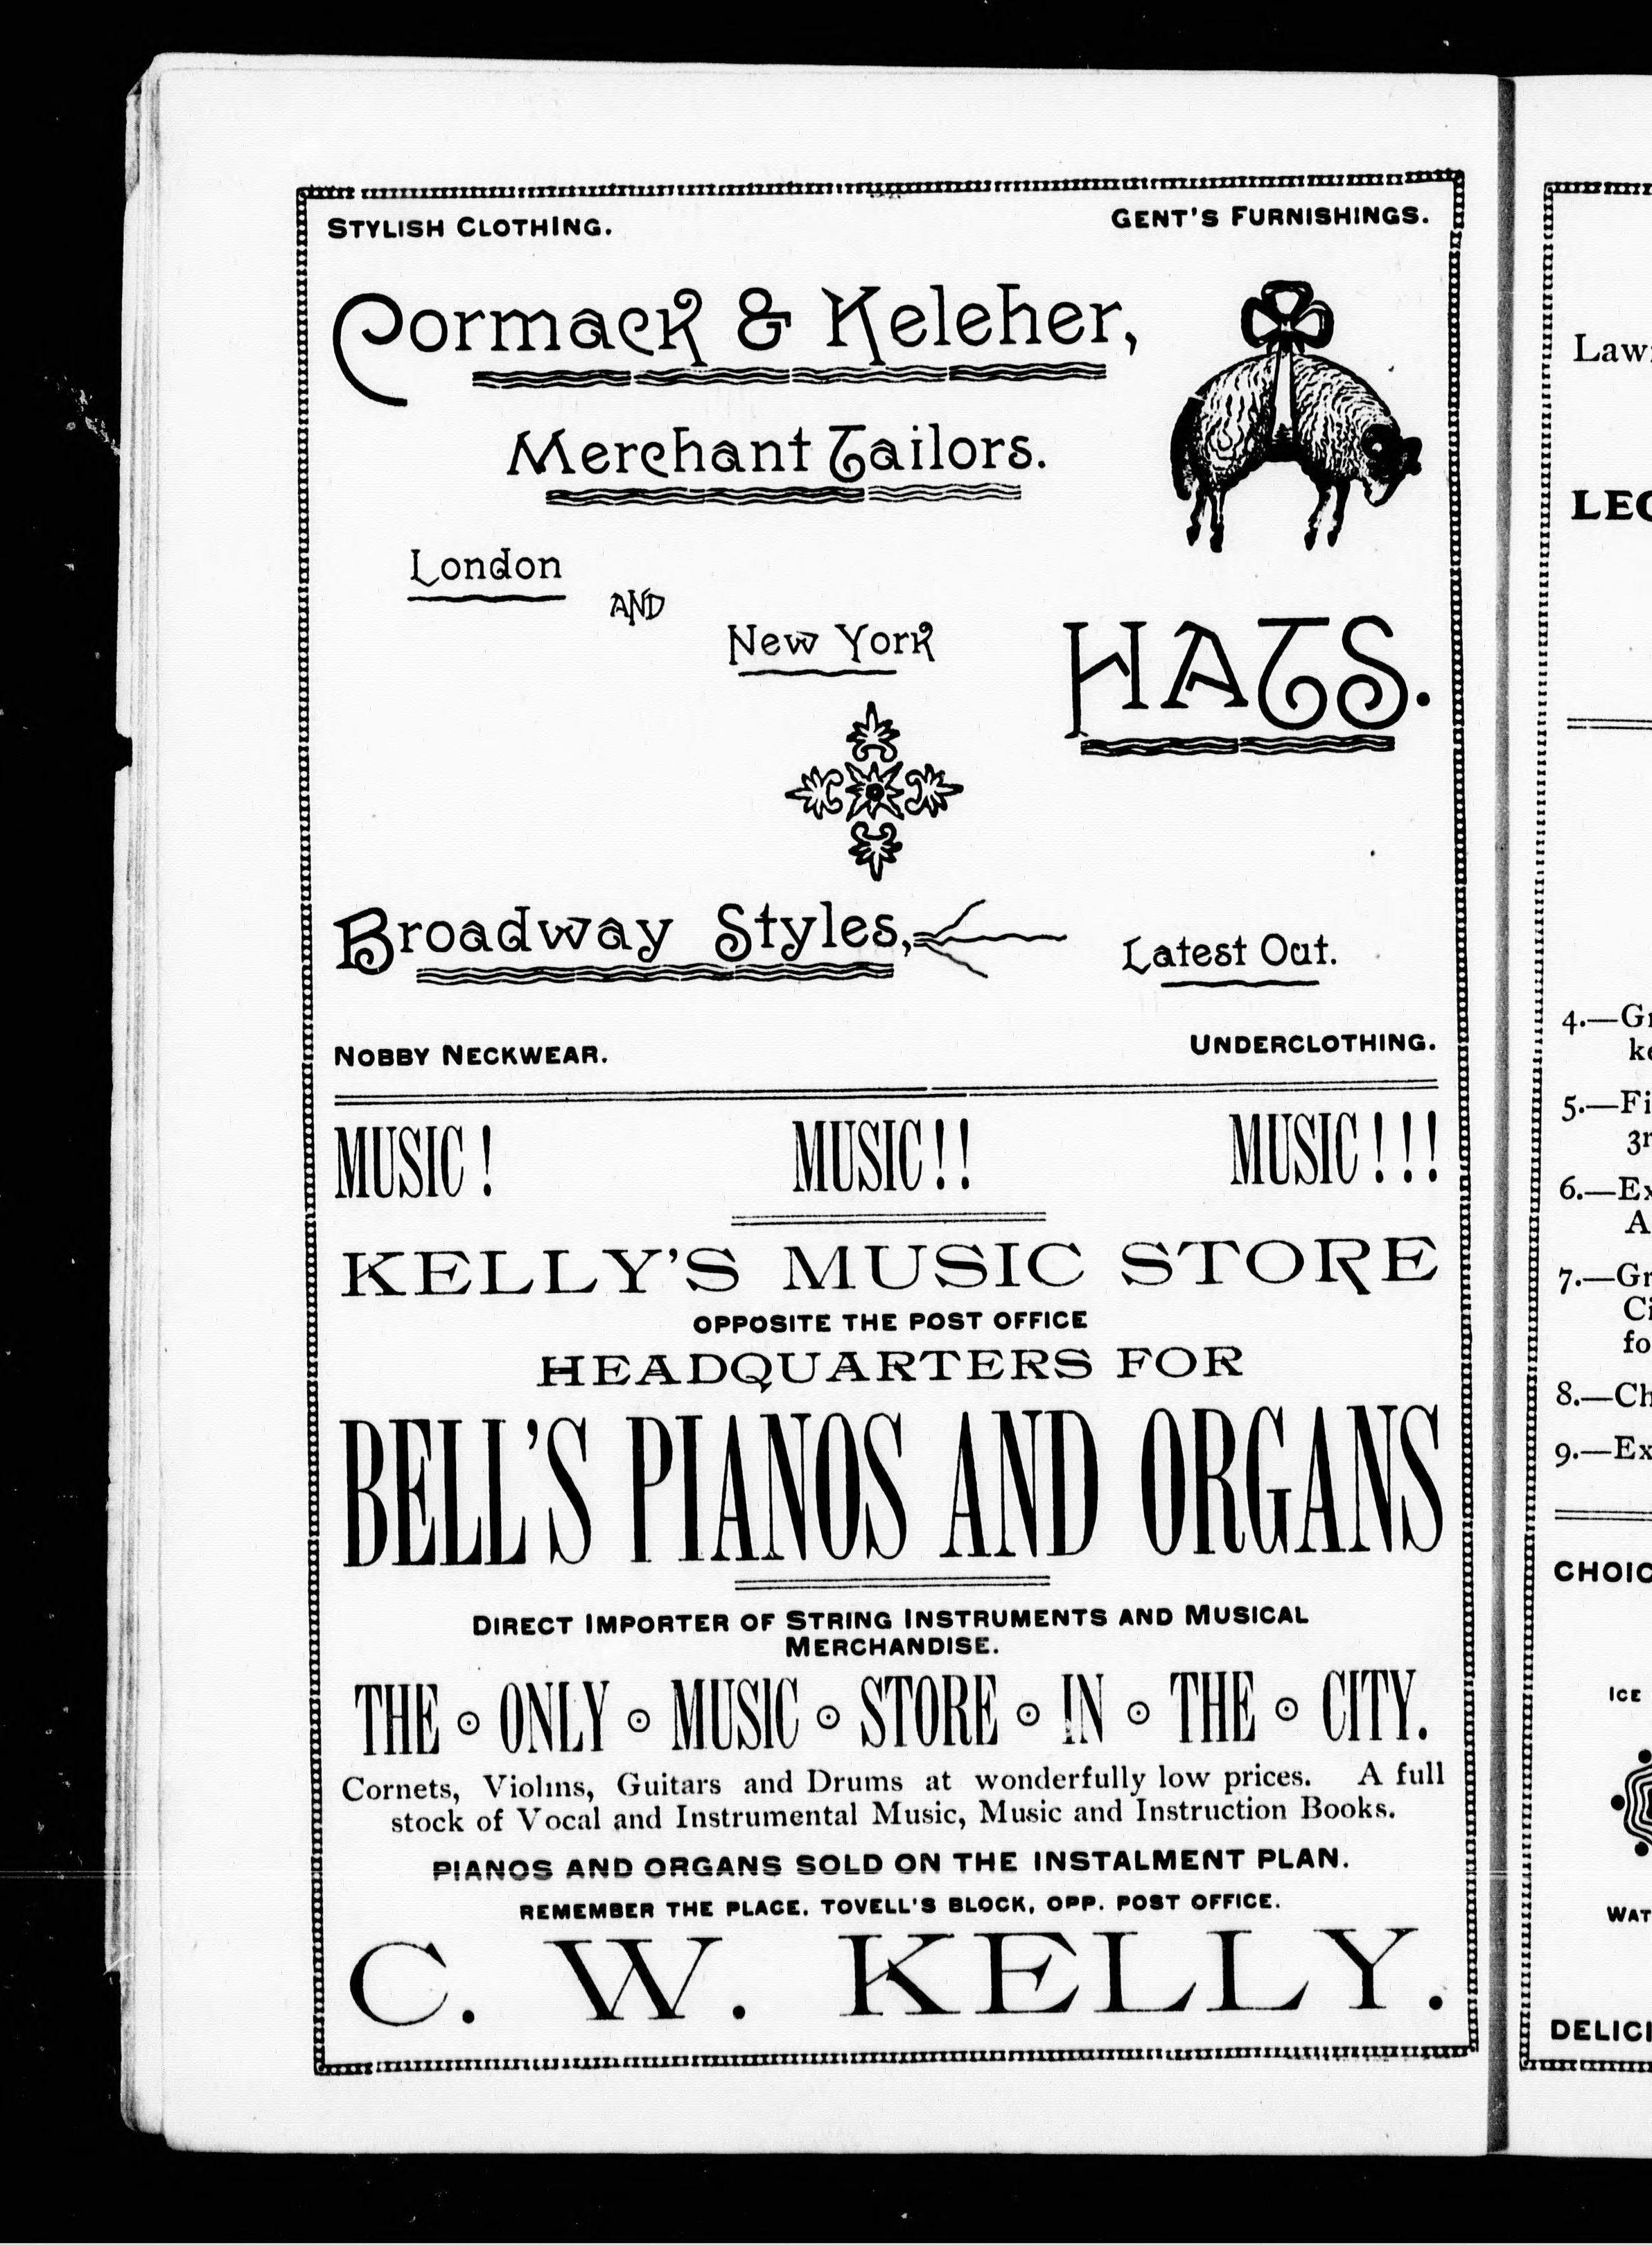 STYLISH CLOTHING.
GENT'S FURNISHINGS.
Cormack & Keleher,
Merchant Tailors.
London
AND
New York
HATS.
Broadway Styles,
Latest Out.
NOBBY NECKWEAR.
UNDERCLOTHING.
MUSIC! MUSIC!! MUSIC!!!
KELLY'S MUSIC STORE
OPPOSITE THE POST OFFICE
HEADQUARTERS FOR
BELL'S PIANOS AND ORGANS
DIRECT IMPORTER OF STRING INSTRUMENTS AND MUSICAL
MERCHANDISE.
THE ⊙ ONLY ⊙ MUSIC ⊙ STORE ⊙ IN ⊙ THE ⊙ CITY.
Cornets, Violins, Guitars and Drums at wonderfully low prices. A full
stock of Vocal and Instrumental Music, Music and Instruction Books.
PIANOS AND ORGANS SOLD ON THE INSTALMENT PLAN.
REMEMBER THE PLACE. TOVELL'S BLOCK, OPP. POST OFFICE.
C. W. KELLY.
4.—
5.—
6.—
7.—
8.—
9.—
ICE